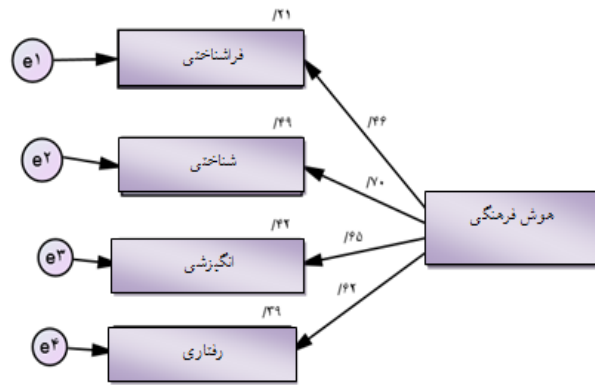 /۲۱
e۱
فراشناختی
/۴۶
/۴۹
e۲
شناختی
/۷۰
هوش فرهنگی
/۴۲
/۶۵
e۳
انگیزشی
/۶۲
/۳۹
e۴
رفتاری